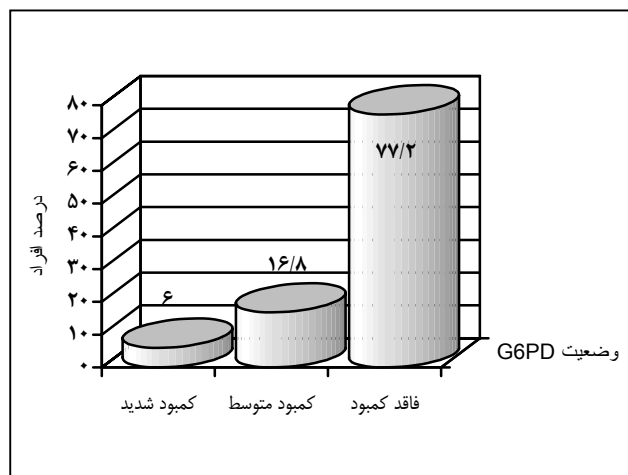 ۸۰
۷۰
۶۰
۵۰
۴۰
۳۰
۲۰
۱۰
۰
درصد افراد
۶
۱۶/۸
۷۷/۲
کمبود شدید
کمبود متوسط
فاقد کمبود
وضعیت G6PD